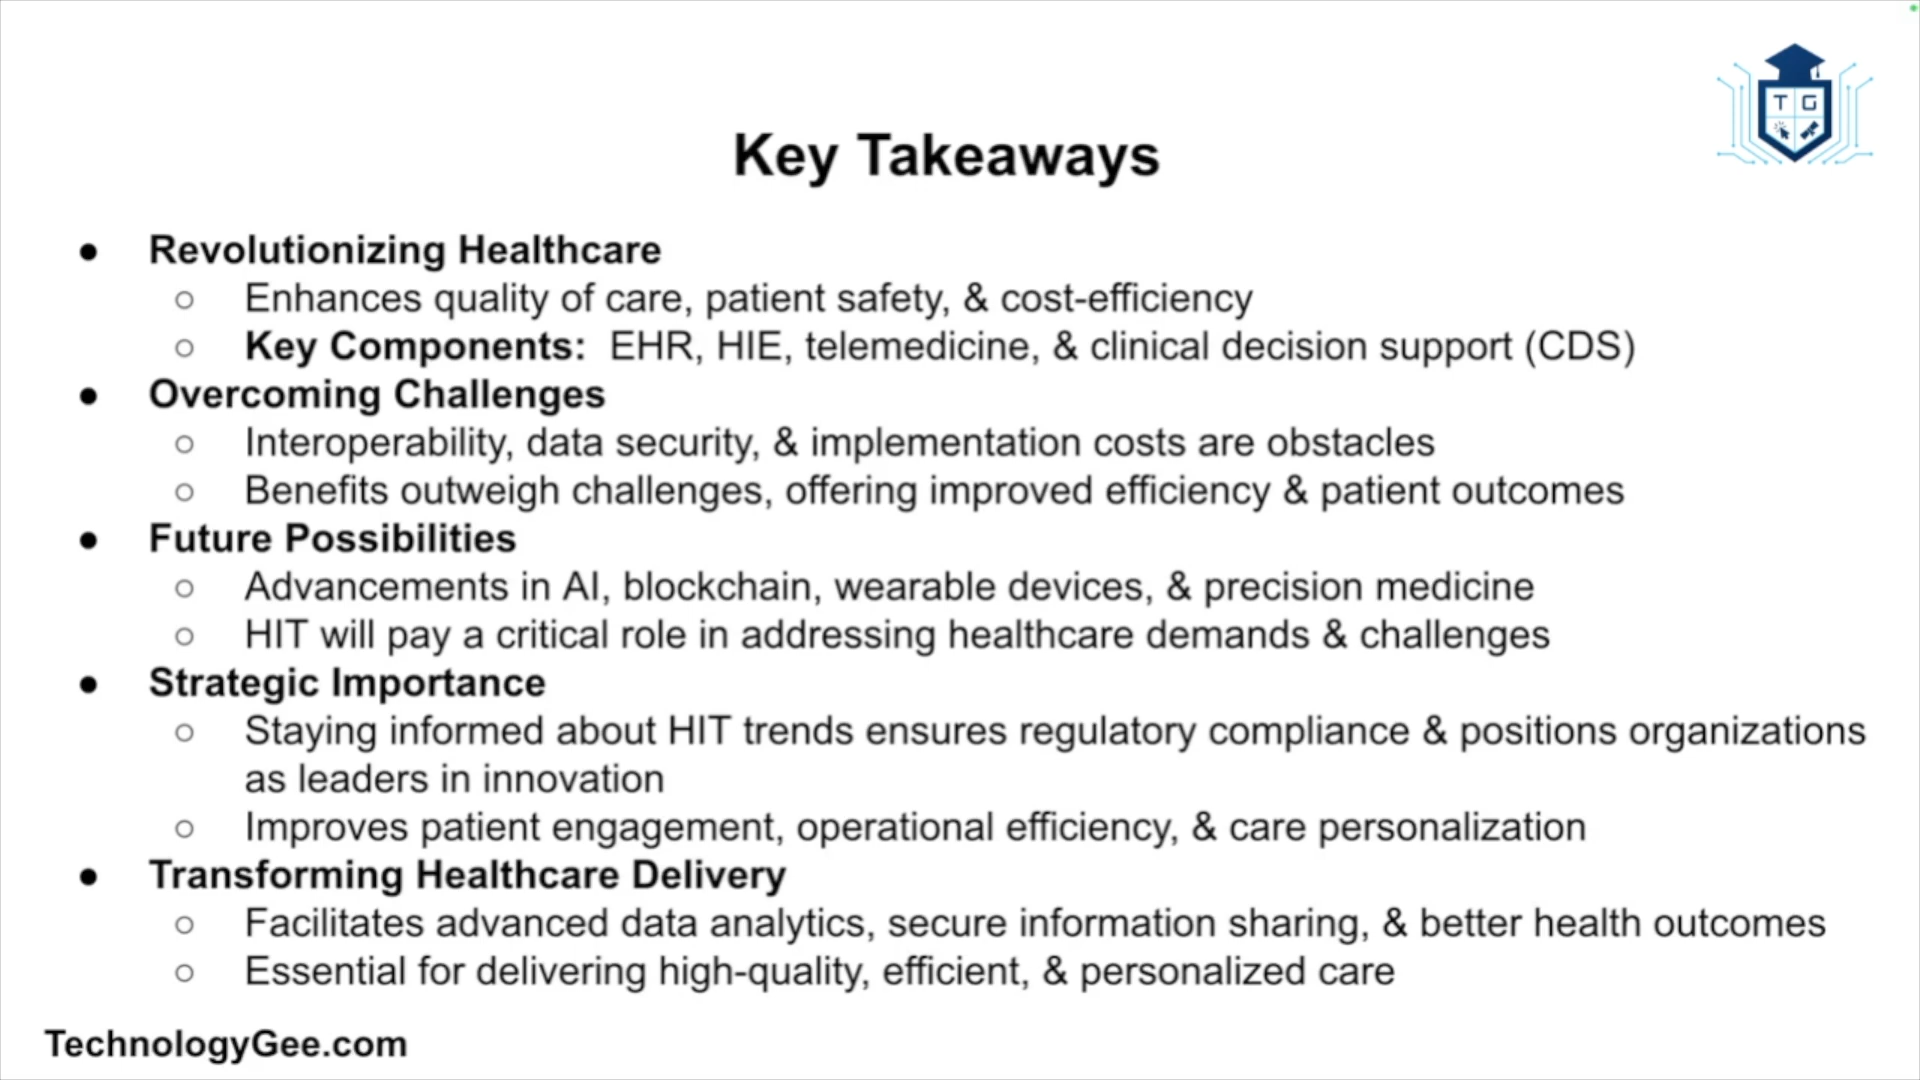 T G
Key Takeaways
● Revolutionizing Healthcare
○ Enhances quality of care, patient safety, & cost-efficiency
○ Key Components: EHR, HIE, telemedicine, & clinical decision support (CDS)
● Overcoming Challenges
○ Interoperability, data security, & implementation costs are obstacles
○ Benefits outweigh challenges, offering improved efficiency & patient outcomes
● Future Possibilities
○ Advancements in AI, blockchain, wearable devices, & precision medicine
○ HIT will pay a critical role in addressing healthcare demands & challenges
● Strategic Importance
○ Staying informed about HIT trends ensures regulatory compliance & positions organizations
as leaders in innovation
○ Improves patient engagement, operational efficiency, & care personalization
● Transforming Healthcare Delivery
○ Facilitates advanced data analytics, secure information sharing, & better health outcomes
○ Essential for delivering high-quality, efficient, & personalized care
TechnologyGee.com